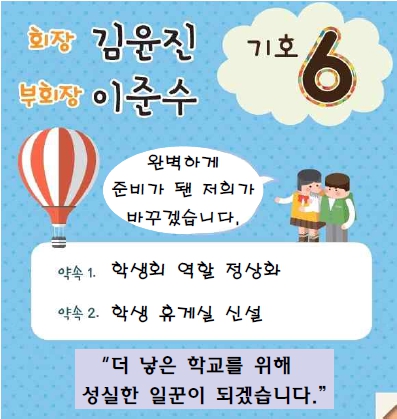 회장 김윤진
기호 6
부회장 이준수
완벽하게
준비가 됀 저희가
바꾸겠습니다.
약속 1. 학생회 역할 정상화
약속 2. 학생 휴게실 신설
“더 낳은 학교를 위해
성실한 일꾼이 되겠습니다.”